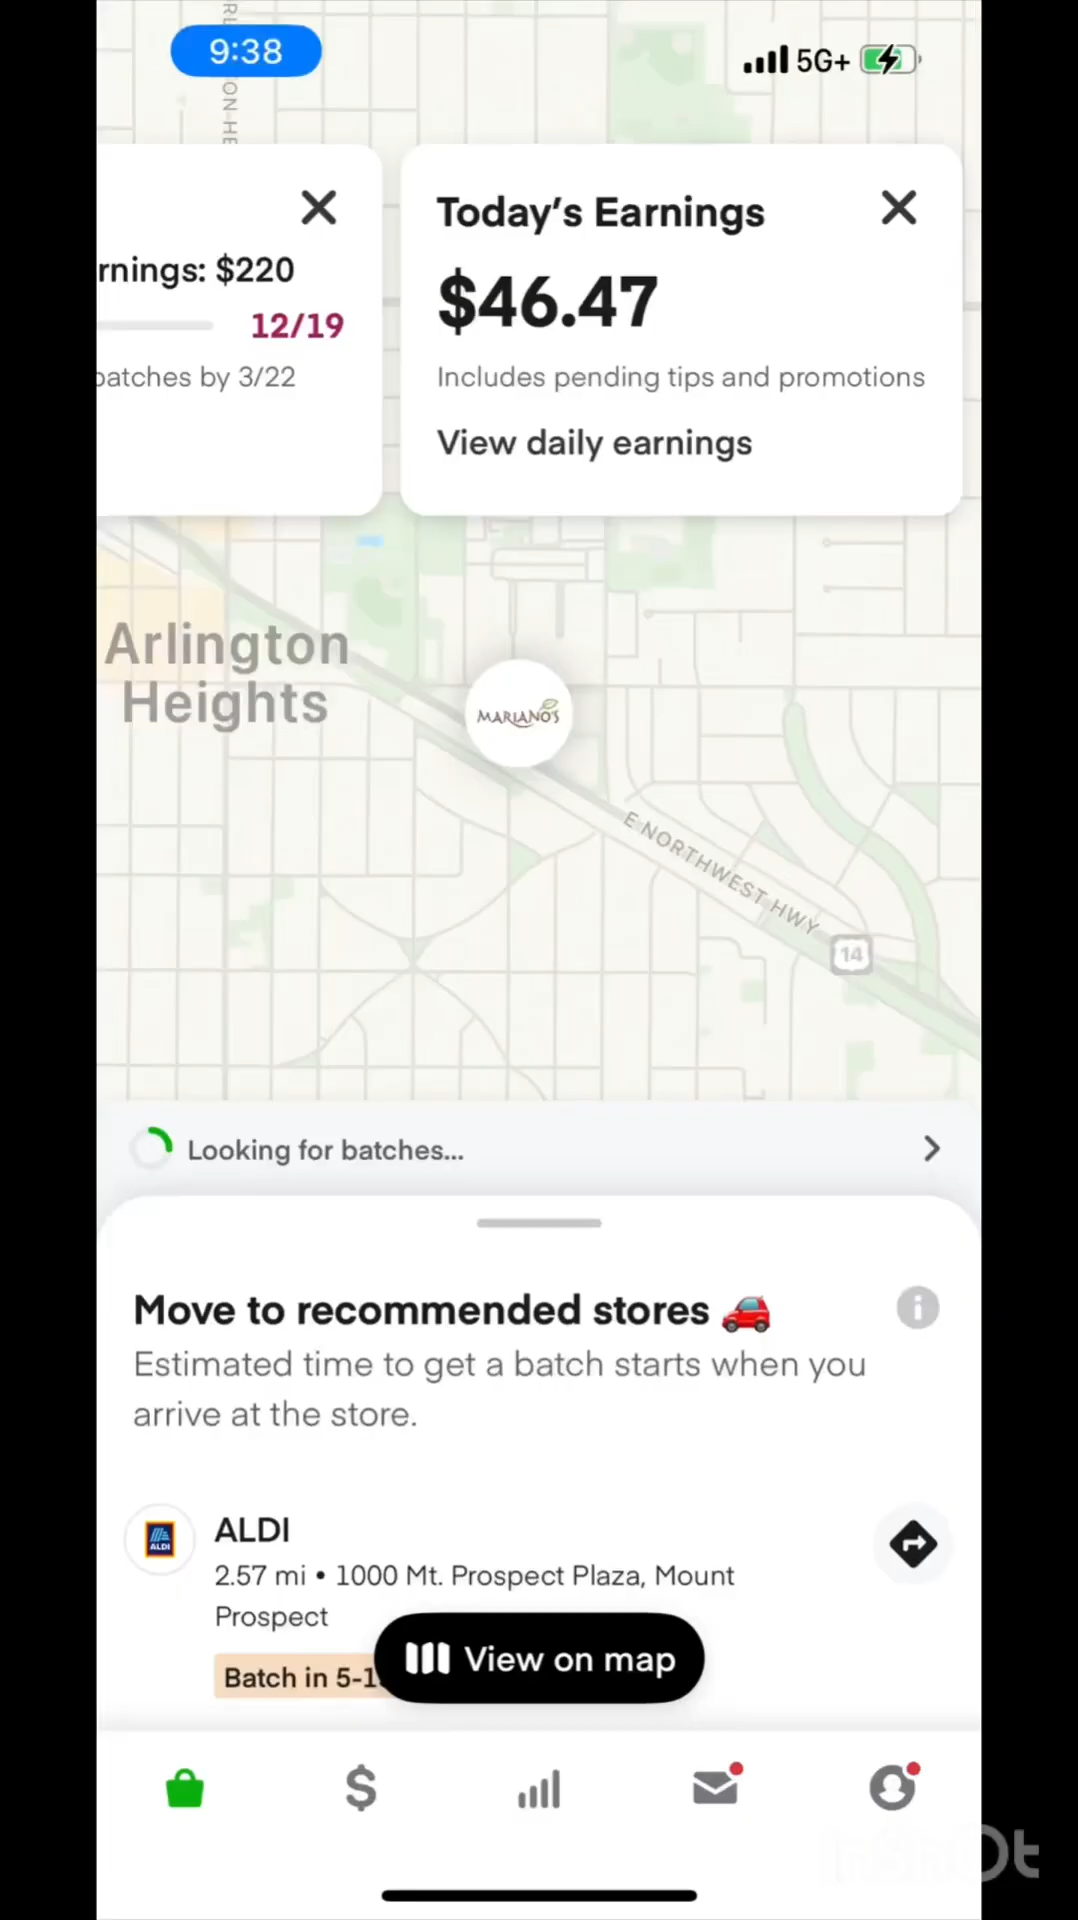 9:38
5G+
rnings: $220
12/19
batches by 3/22
Today's Earnings
$46.47
Includes pending tips and promotions
View daily earnings
ON HE
Arlington
Heights
MARIANO'S
E NORTHWEST HWY
14
Looking for batches...
Move to recommended stores
Estimated time to get a batch starts when you
arrive at the store.
ALDI
ALDI
2.57 mi • 1000 Mt. Prospect Plaza, Mount
Prospect
Batch in 5-1
View on map